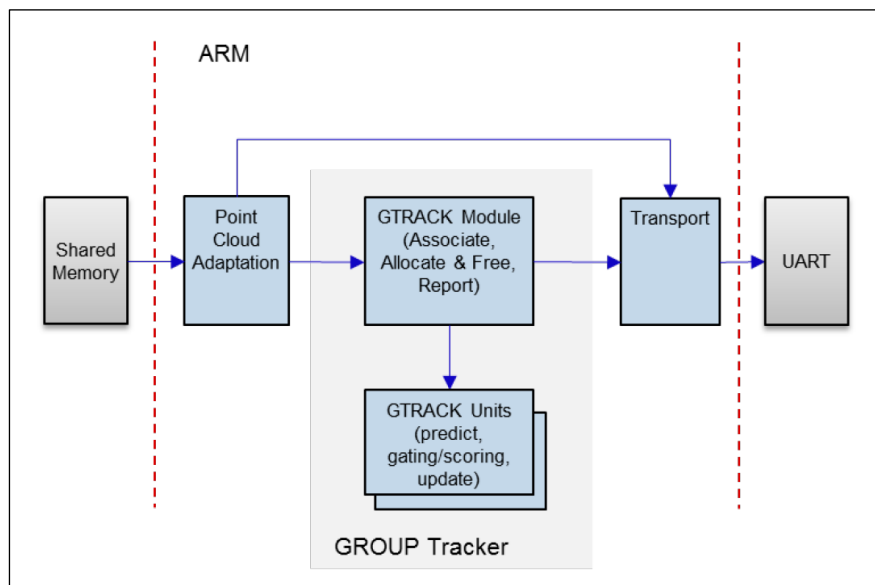 ARM
Shared
Memory
Point
Cloud
Adaptation
GTRACK Module
(Associate,
Allocate & Free,
Report)
Transport
UART
GTRACK Units
(predict,
gating/scoring,
update)
GROUP Tracker